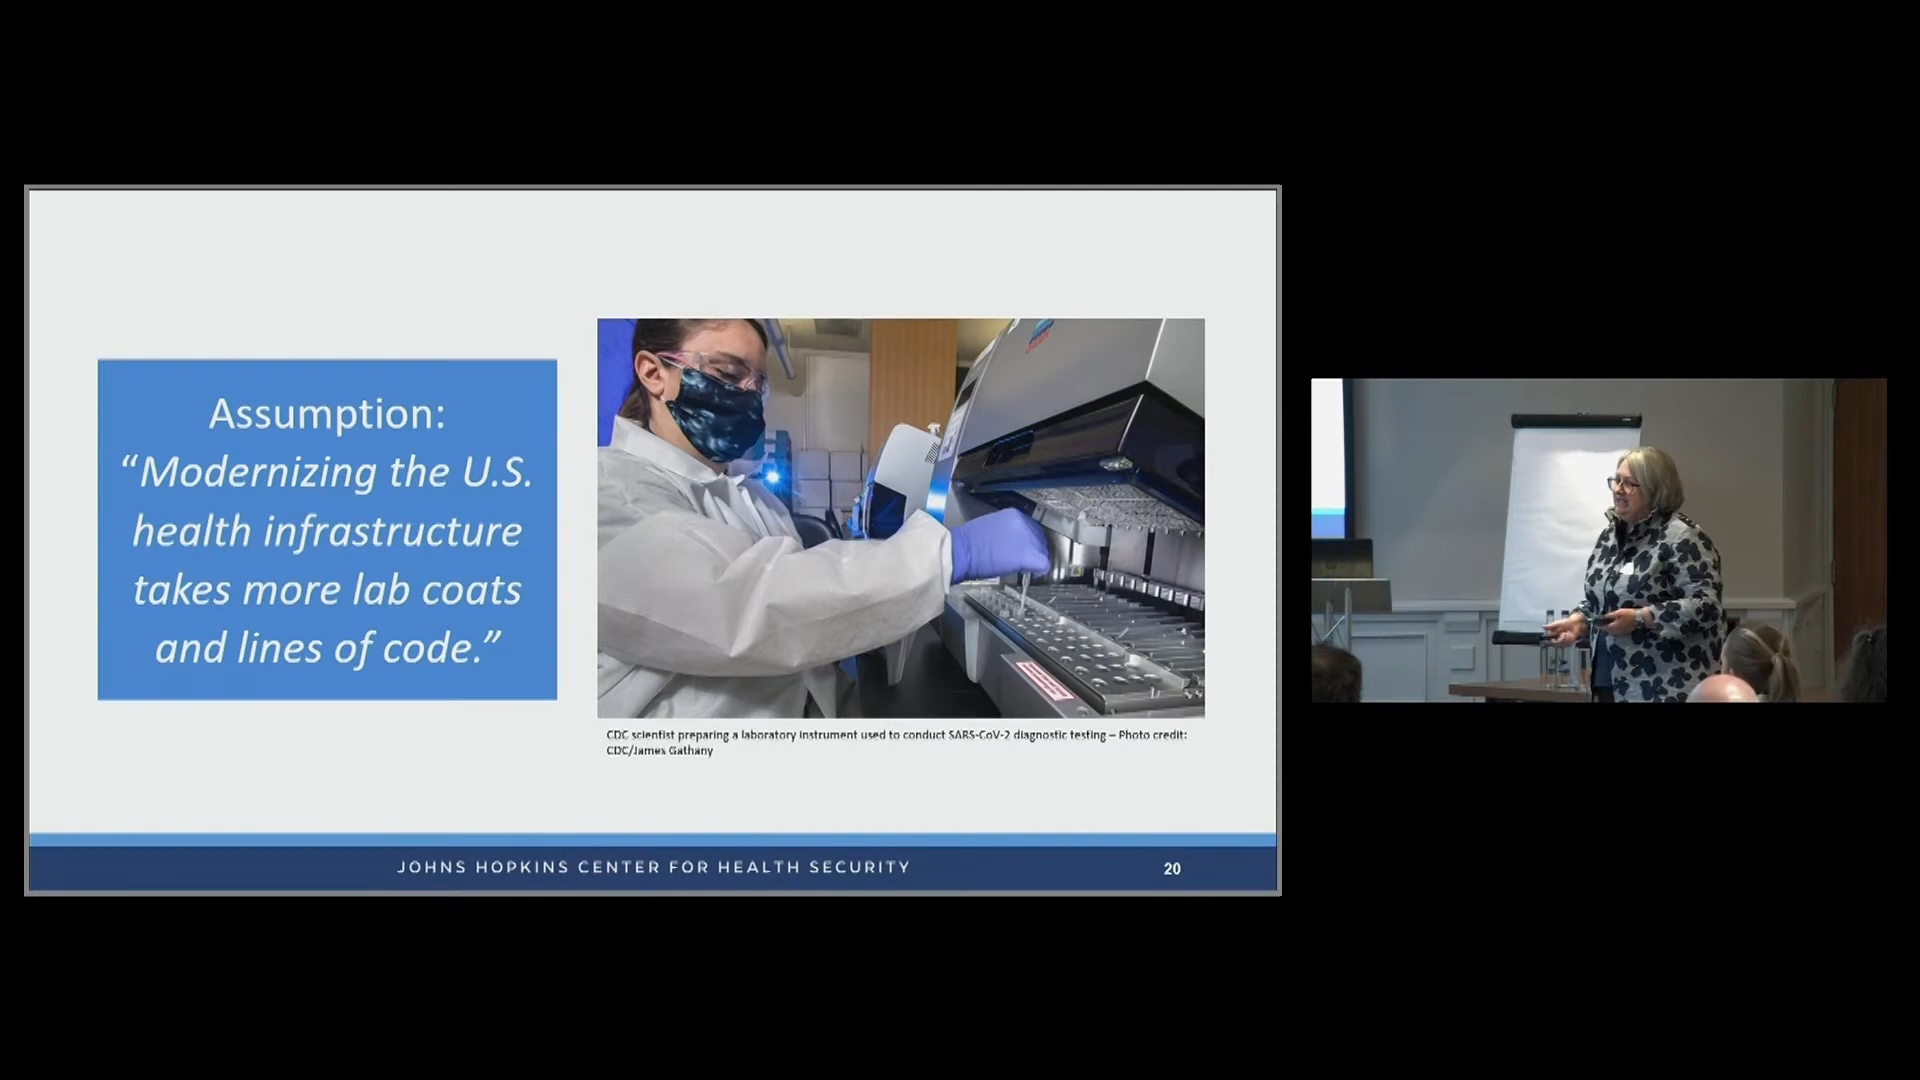 Assumption:
“Modernizing the U.S.
health infrastructure
takes more lab coats
and lines of code.”
CDC scientist preparing a laboratory instrument used to conduct SARS-CoV-2 diagnostic testing – Photo credit:
CDC/James Gathany
JOHNS HOPKINS CENTER FOR HEALTH SECURITY
20